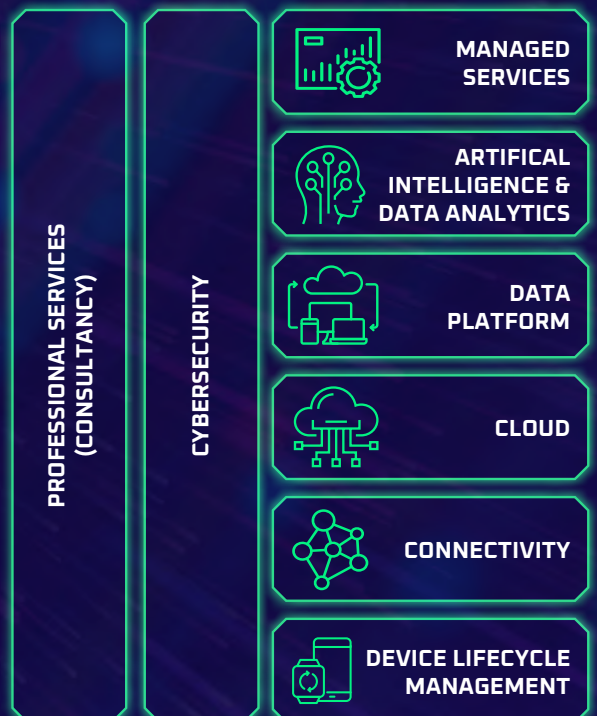 PROFESSIONAL SERVICES
(CONSULTANCY)
CYBERSECURITY
MANAGED
SERVICES
ARTIFICAL
INTELLIGENCE &
DATA ANALYTICS
DATA
PLATFORM
CLOUD
CONNECTIVITY
DEVICE LIFECYCLE
MANAGEMENT